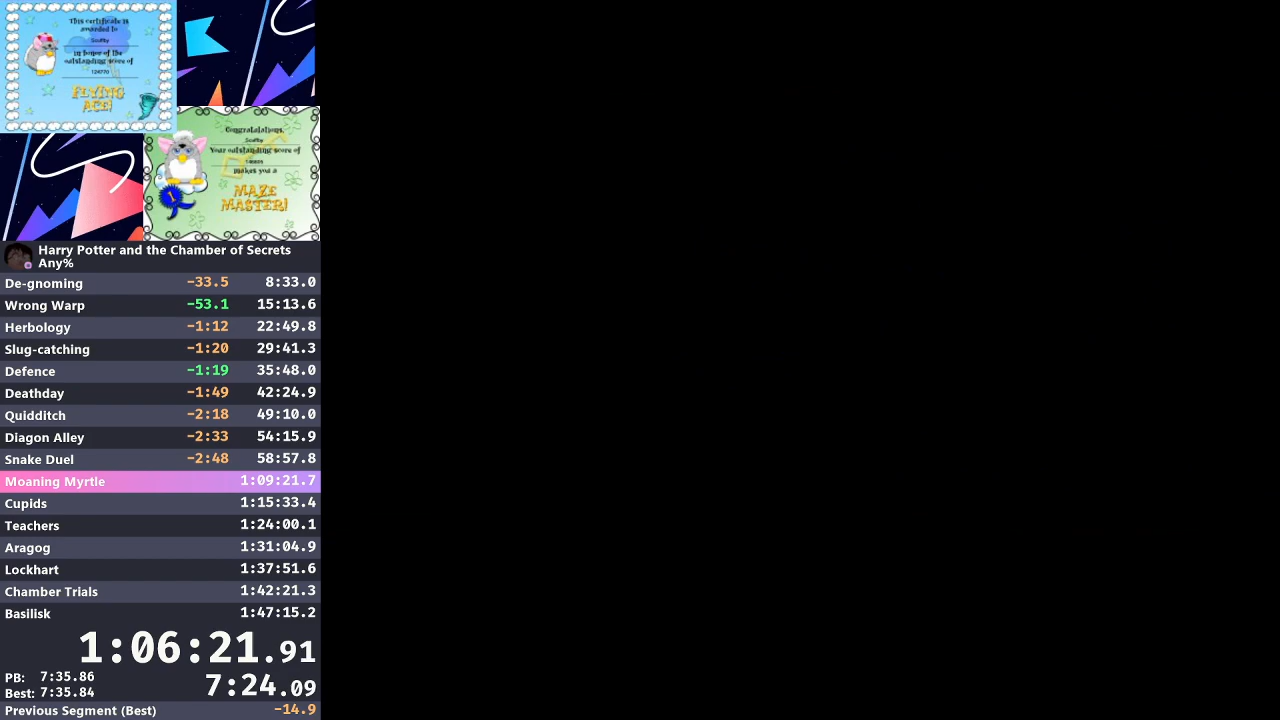 This certificate is
awarded to
Scuffby
in honor of the
outstanding score of
124770
FLYING
ACE!
Congratulations,
Scuffby
Your outstanding score of
makes you a
MAZE
MASTER!
Harry Potter and the Chamber of Secrets
Any%
De-gnoming -33.5 8:33.0
Wrong Warp -53.1 15:13.6
Herbology -1:12 22:49.8
Slug-catching -1:20 29:41.3
Defence -1:19 35:48.0
Deathday -1:49 42:24.9
Quidditch -2:18 49:10.0
Diagon Alley -2:33 54:15.9
Snake Duel -2:48 58:57.8
Moaning Myrtle 1:09:21.7
Cupids 1:15:33.4
Teachers 1:24:00.1
Aragog 1:31:04.9
Lockhart 1:37:51.6
Chamber Trials 1:42:21.3
Basilisk 1:47:15.2
1:06:21.91
PB: 7:35.86
Best: 7:35.84
7:24.09
Previous Segment (Best) -14.9